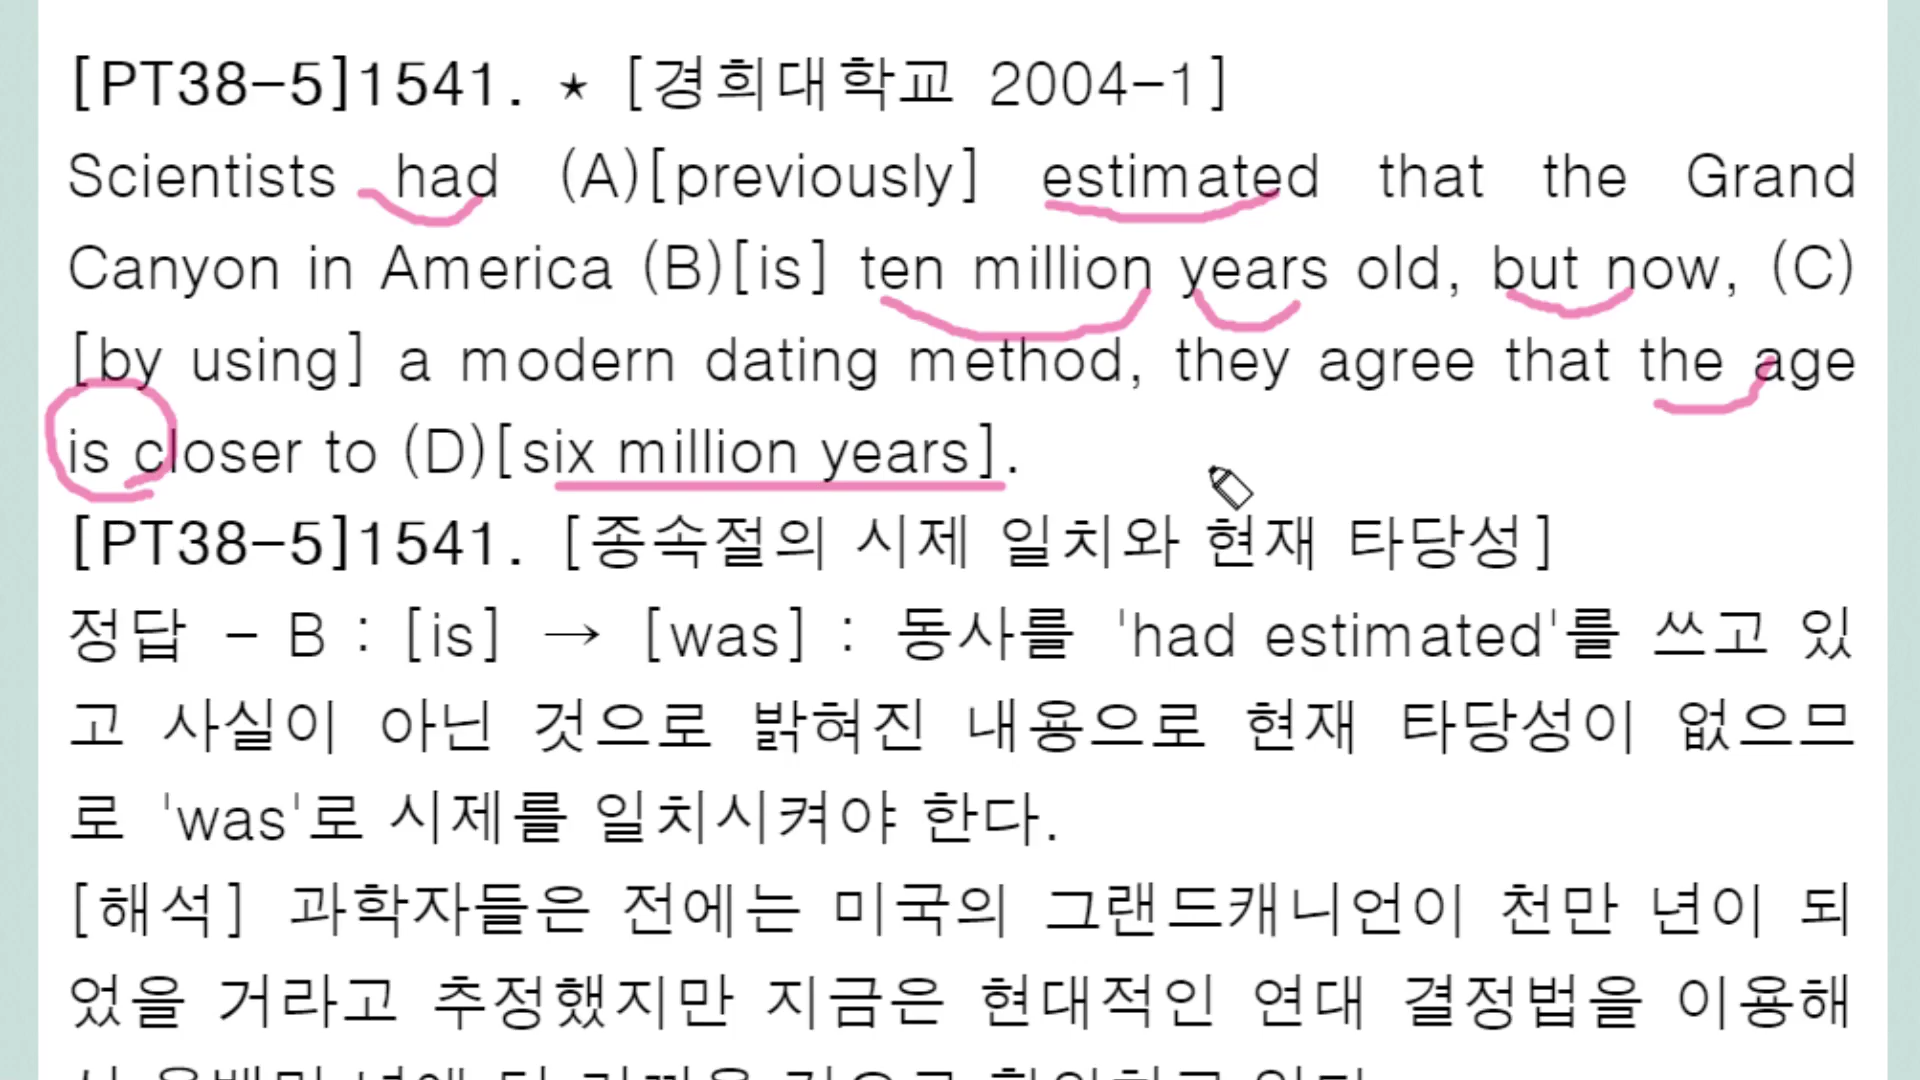 [PT38-5]1541. ⋆ [경희대학교 2004-1]
Scientists had (A)[previously] estimated that the Grand
Canyon in America (B)[is] ten million years old, but now, (C)
[by using] a modern dating method, they agree that the age
is closer to (D)[six million years].
[PT38-5]1541. [종속절의 시제 일치와 현재 타당성]
정답 - B : [is] → [was] : 동사를 'had estimated'를 쓰고 있
고 사실이 아닌 것으로 밝혀진 내용으로 현재 타당성이 없으므
로 'was'로 시제를 일치시켜야 한다.
[해석] 과학자들은 전에는 미국의 그랜드캐니언이 천만 년이 되
었을 거라고 추정했지만 지금은 현대적인 연대 결정법을 이용해